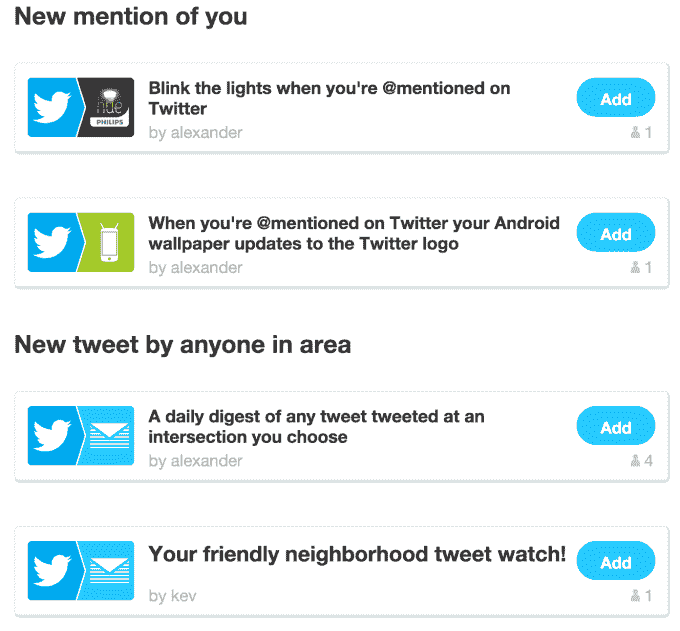 New mention of you
Blink the lights when you're @mentioned on
Twitter
by alexander
Add
1
hue
PHILIPS
When you're @mentioned on Twitter your Android
wallpaper updates to the Twitter logo
by alexander
Add
1
New tweet by anyone in area
A daily digest of any tweet tweeted at an
intersection you choose
by alexander
Add
4
Your friendly neighborhood tweet watch!
by kev
Add
1